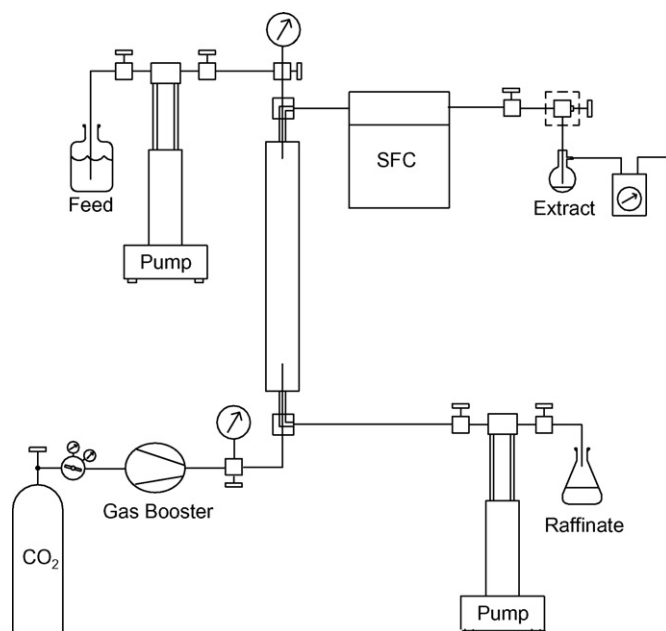 SFC
Feed
Extract
Pump
Gas Booster
CO₂
Raffinate
Pump